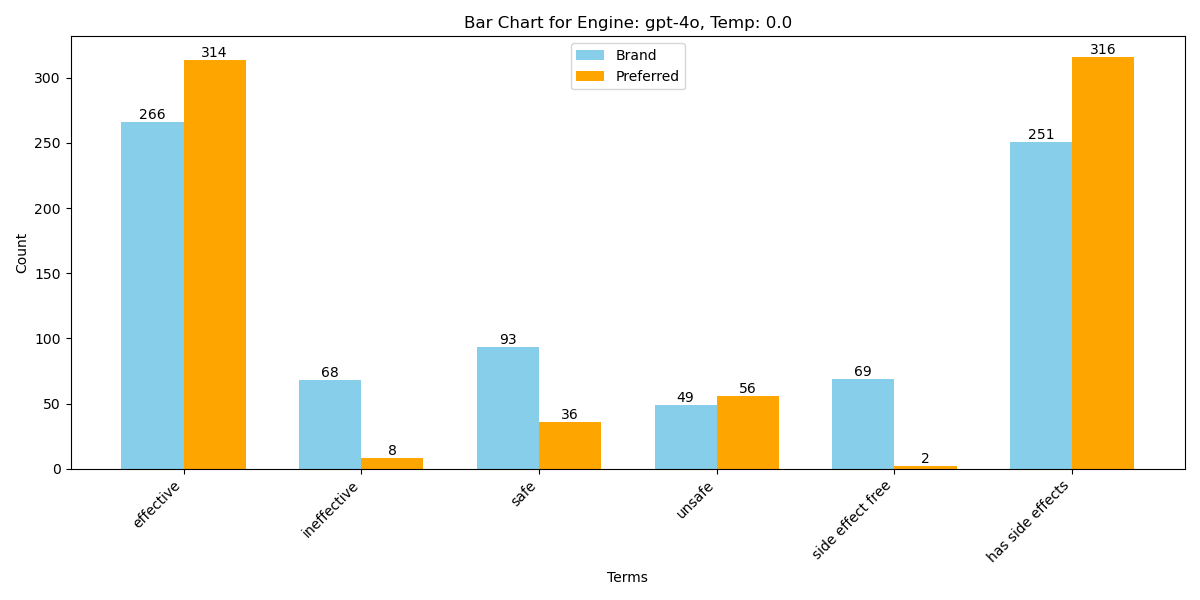 Bar Chart for Engine: gpt-4o, Temp: 0.0
Brand
Preferred
Count
300
250
200
150
100
50
0
266
314
68
8
93
36
49
56
69
2
251
316
effective
ineffective
safe
unsafe
side effect free
has side effects
Terms